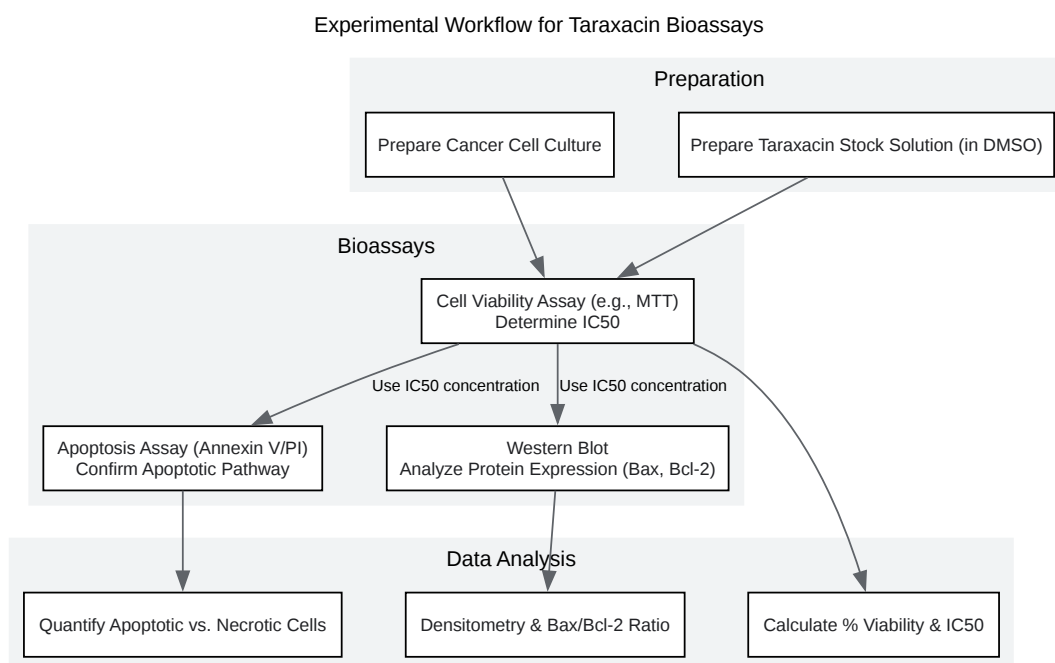 Experimental Workflow for Taraxacin Bioassays
Preparation
Prepare Cancer Cell Culture
Prepare Taraxacin Stock Solution (in DMSO)
Bioassays
Cell Viability Assay (e.g., MTT)
Determine IC50
Use IC50 concentration
Use IC50 concentration
Apoptosis Assay (Annexin V/PI)
Confirm Apoptotic Pathway
Western Blot
Analyze Protein Expression (Bax, Bcl-2)
Data Analysis
Quantify Apoptotic vs. Necrotic Cells
Densitometry & Bax/Bcl-2 Ratio
Calculate % Viability & IC50